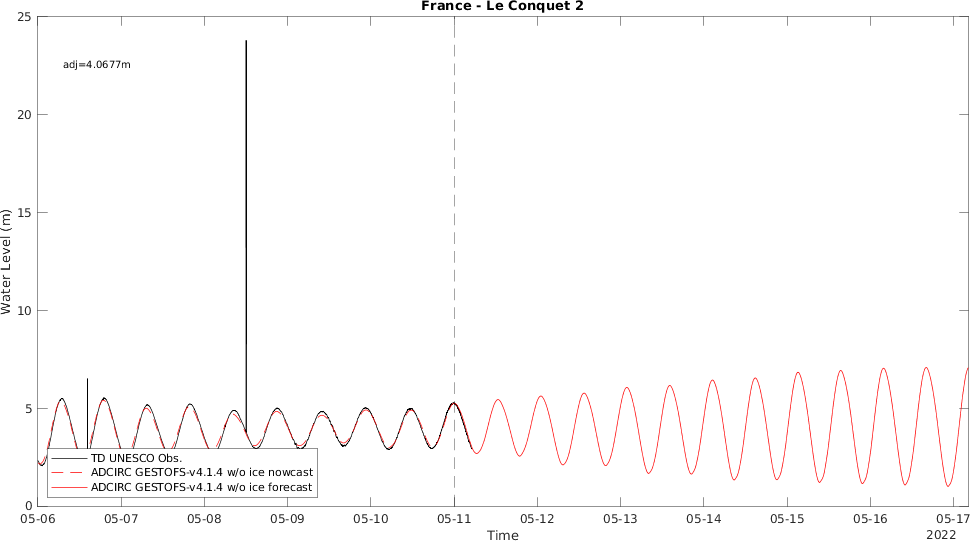 France - Le Conquet 2
25
adj=4.0677m
20
15
10
5
0
Water Level (m)
TD UNESCO Obs.
ADCIRC GESTOFS-v4.1.4 w/o ice nowcast
ADCIRC GESTOFS-v4.1.4 w/o ice forecast
05-06 05-07 05-08 05-09 05-10 05-11 05-12 05-13 05-14 05-15 05-16 05-17
Time
2022